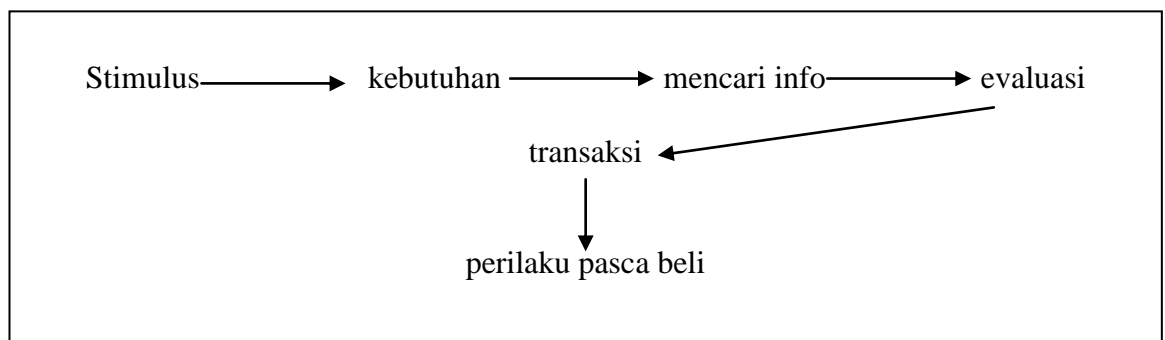 Stimulus kebutuhan mencari info evaluasi
transaksi
perilaku pasca beli